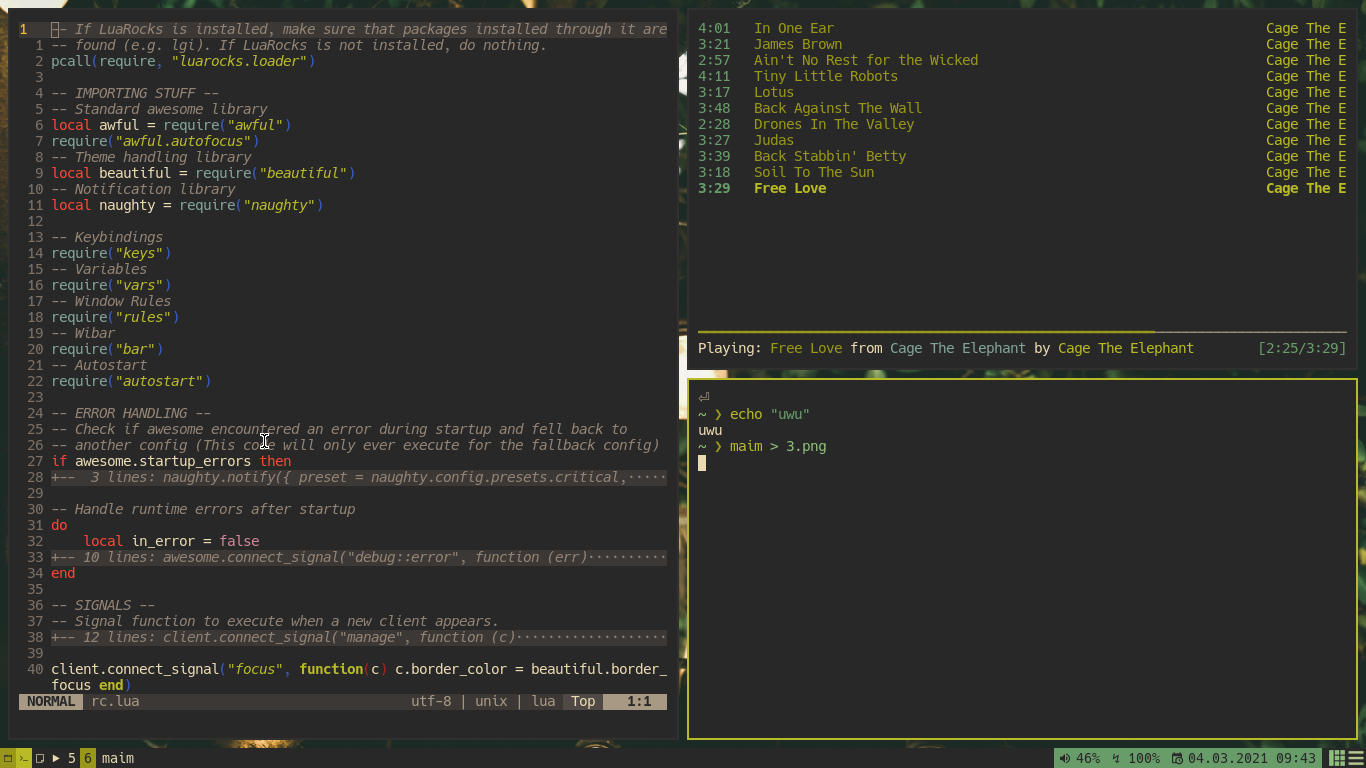 1 -- If LuaRocks is installed, make sure that packages installed through it are
1 -- found (e.g. lgi). If LuaRocks is not installed, do nothing.
2 pcall(require, "luarocks.loader")
3
4 -- IMPORTING STUFF --
5 -- Standard awesome library
6 local awful = require("awful")
7 require("awful.autofocus")
8 -- Theme handling library
9 local beautiful = require("beautiful")
10 -- Notification library
11 local naughty = require("naughty")
12
13 -- Keybindings
14 require("keys")
15 -- Variables
16 require("vars")
17 -- Window Rules
18 require("rules")
19 -- Wibar
20 require("bar")
21 -- Autostart
22 require("autostart")
23
24 -- ERROR HANDLING --
25 -- Check if awesome encountered an error during startup and fell back to
26 -- another config (This code will only ever execute for the fallback config)
27 if awesome.startup_errors then
28 +--  3 lines: naughty.notify({ preset = naughty.config.presets.critical,·····
29
30 -- Handle runtime errors after startup
31 do
32     local in_error = false
33 +-- 10 lines: awesome.connect_signal("debug::error", function (err)··········
34 end
35
36 -- SIGNALS --
37 -- Signal function to execute when a new client appears.
38 +-- 12 lines: client.connect_signal("manage", function (c)···················
39
40 client.connect_signal("focus", function(c) c.border_color = beautiful.border_
focus end)
NORMAL rc.lua utf-8 | unix | lua Top 1:1
4:01 In One Ear Cage The E
3:21 James Brown Cage The E
2:57 Ain't No Rest for the Wicked Cage The E
4:11 Tiny Little Robots Cage The E
3:17 Lotus Cage The E
3:48 Back Against The Wall Cage The E
2:28 Drones In The Valley Cage The E
3:27 Judas Cage The E
3:39 Back Stabbin' Betty Cage The E
3:18 Soil To The Sun Cage The E
3:29 Free Love Cage The E
Playing: Free Love from Cage The Elephant by Cage The Elephant [2:25/3:29]
⏎
~ ❯ echo "uwu"
uwu
~ ❯ maim > 3.png
5 6 maim 46% 100% 04.03.2021 09:43